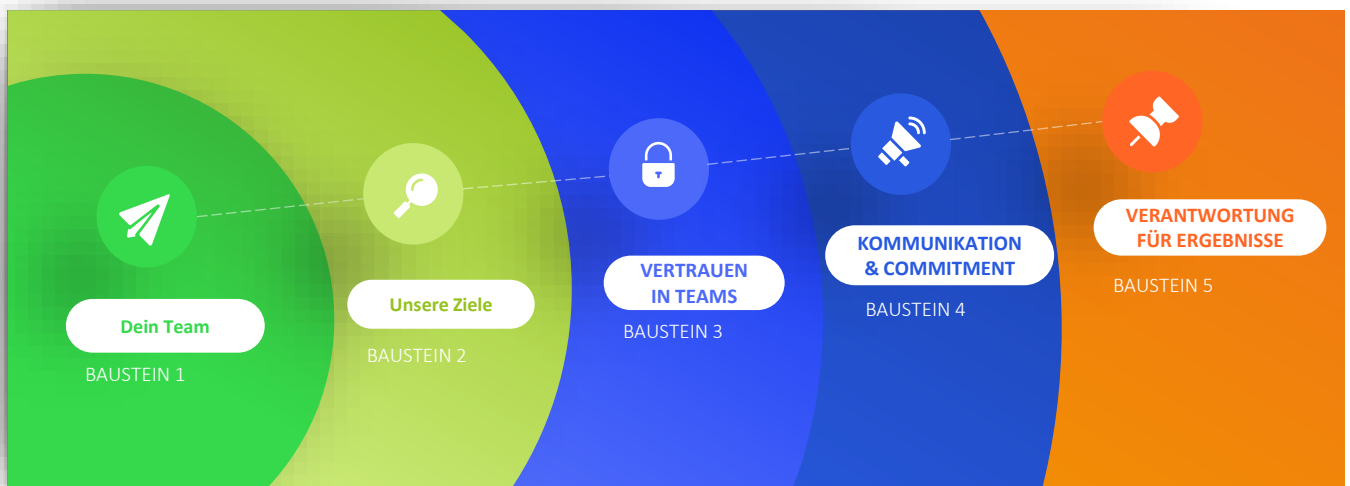 Dein Team
BAUSTEIN 1
Unsere Ziele
BAUSTEIN 2
VERTRAUEN
IN TEAMS
BAUSTEIN 3
KOMMUNIKATION
& COMMITMENT
BAUSTEIN 4
VERANTWORTUNG
FÜR ERGEBNISSE
BAUSTEIN 5